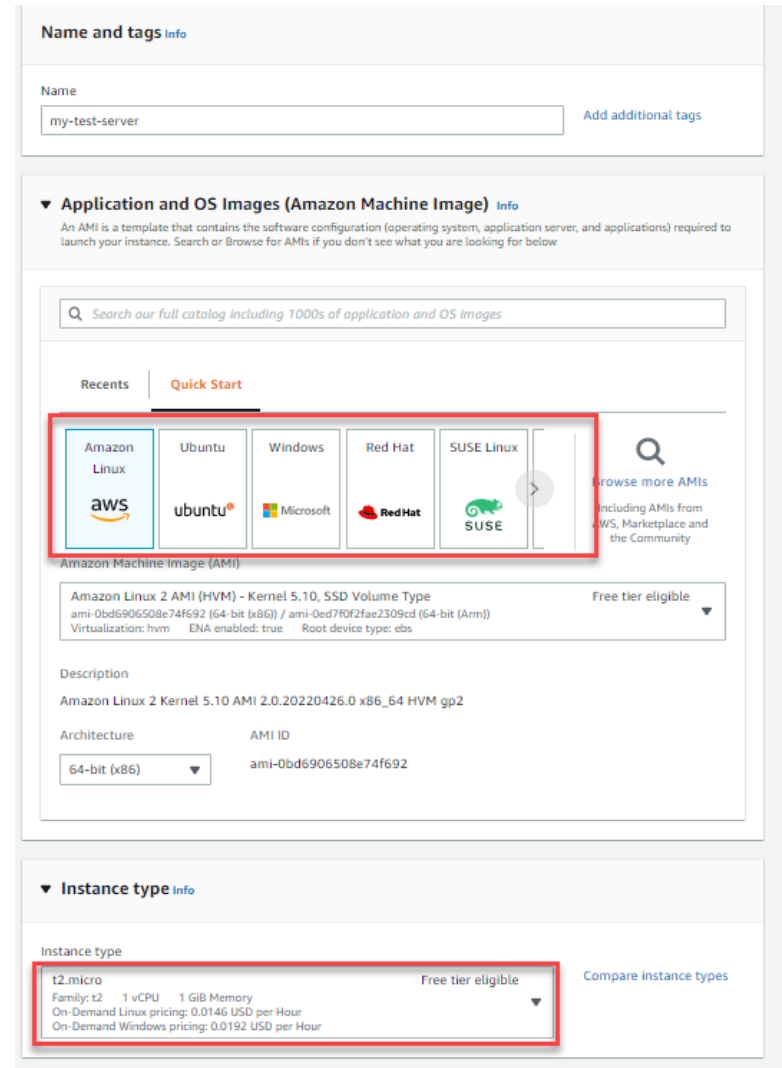 Name and tags Info
Name
my-test-server
Add additional tags
Application and OS Images (Amazon Machine Image) Info
An AMI is a template that contains the software configuration (operating system, application server, and applications) required to
launch your instance. Search or Browse for AMIs if you don't see what you are looking for below
Search our full catalog including 1000s of application and OS images
Recents
Quick Start
Amazon
Linux
aws
Ubuntu
ubuntu
Windows
Microsoft
Red Hat
Red Hat
SUSE Linux
SUSE
Browse more AMIs
Including AMIs from
AWS, Marketplace and
the Community
Amazon Machine Image (AMI)
Amazon Linux 2 AMI (HVM) - Kernel 5.10, SSD Volume Type
Free tier eligible
ami-0bd6906508e74f692 (64-bit (x86)) / ami-0ed7f0f2fae2309cd (64-bit (Arm))
Virtualization: hvm ENA enabled: true Root device type: ebs
Description
Amazon Linux 2 Kernel 5.10 AMI 2.0.20220426.0 x86_64 HVM gp2
Architecture
AMI ID
64-bit (x86)
ami-0bd6906508e74f692
Instance type Info
Instance type
t2.micro
Free tier eligible
Family: t2 1 vCPU 1 GiB Memory
On-Demand Linux pricing: 0.0146 USD per Hour
On-Demand Windows pricing: 0.0192 USD per Hour
Compare instance types